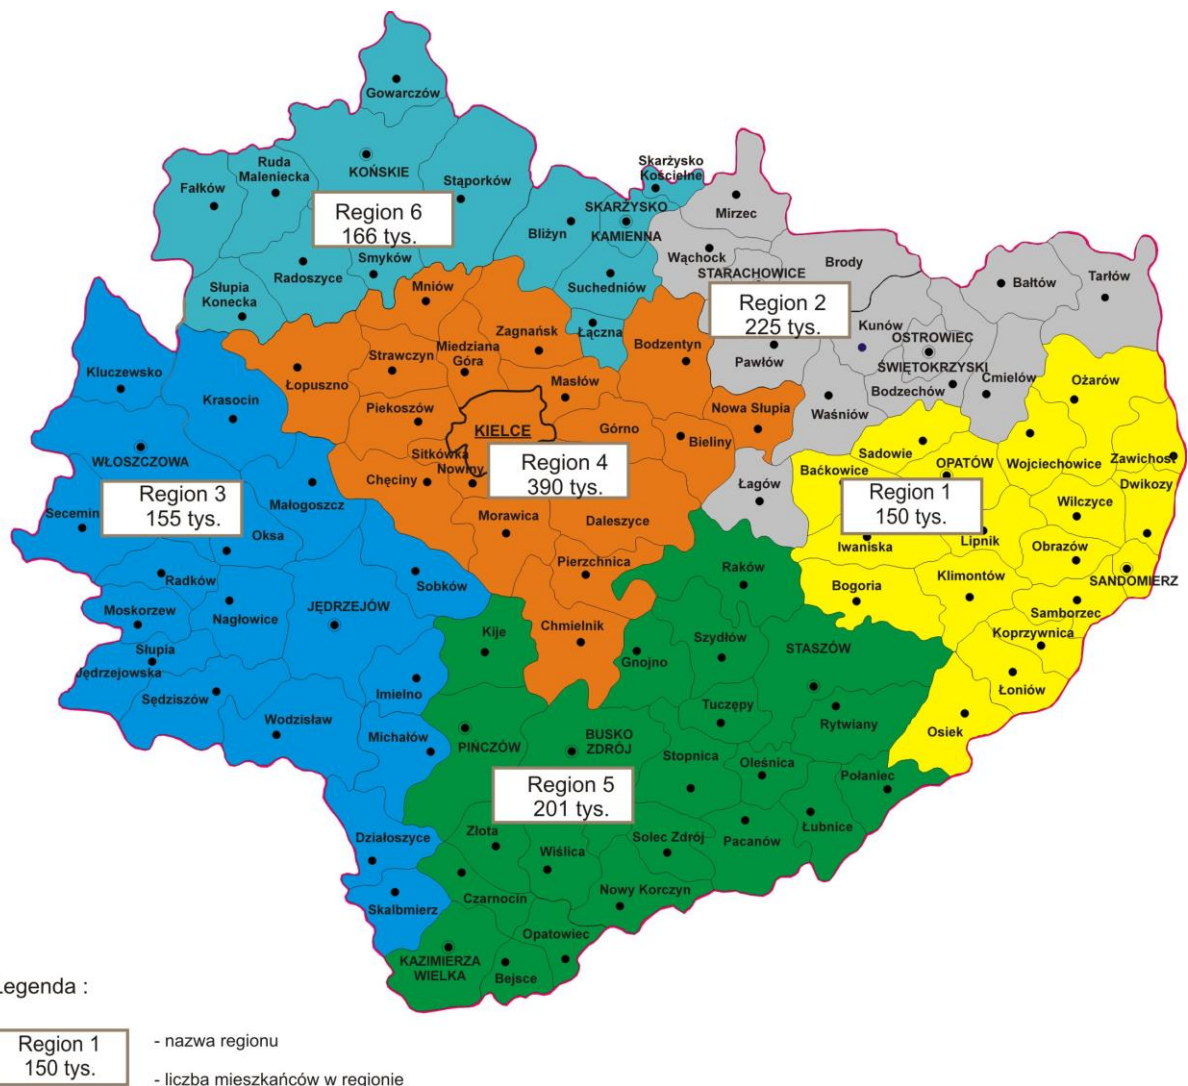 Gowarczów
Ruda
Maleniecka
KOŃSKIE
Fałków
Stąporków
Skarżysko
Kościelne
SKARŻYSKO
KAMIENNA
Bliżyn
Region 6
166 tys.
Smyków
Radoszyce
Słupia
Konecka
Suchedniów
Łączna
Mirzec
Wąchock
STARACHOWICE
Brody
Bałtów
Tarłów
Region 2
225 tys.
Kunów
OSTROWIEC
ŚWIĘTOKRZYSKI
Pawłów
Bodzechów
Ćmielów
Waśniów
Łagów
Mniów
Zagnańsk
Bodzentyn
Strawczyn
Miedziana
Góra
Łopuszno
Masłów
Piekoszów
KIELCE
Górno
Nowa Słupia
Bieliny
Sitkówka
Nowiny
Chęciny
Region 4
390 tys.
Morawica
Daleszyce
Pierzchnica
Chmielnik
Kluczewsko
Krasocin
WŁOSZCZOWA
Region 3
155 tys.
Małogoszcz
Secemin
Oksa
Radków
Sobków
Moskorzew
Nagłowice
JĘDRZEJÓW
Słupia
Jędrzejowska
Sędziszów
Imielno
Wodzisław
Michałów
Działoszyce
Skalbmierz
Ożarów
Sadowie
Baćkowice
OPATÓW
Wojciechowice
Zawichost
Dwikozy
Region 1
150 tys.
Wilczyce
Iwaniska
Lipnik
Obrazów
Bogoria
Klimontów
SANDOMIERZ
Samborzec
Koprzywnica
Łoniów
Osiek
Raków
Kije
Szydłów
STASZÓW
Gnojno
Tuczępy
Rytwiany
PIŃCZÓW
BUSKO
ZDRÓJ
Stopnica
Oleśnica
Połaniec
Region 5
201 tys.
Złota
Wiślica
Solec Zdrój
Pacanów
Łubnice
Czarnocin
Nowy Korczyn
Opatowiec
KAZIMIERZA
WIELKA
Bejsce
Legenda :
Region 1
150 tys.
- nazwa regionu
- liczba mieszkańców w regionie